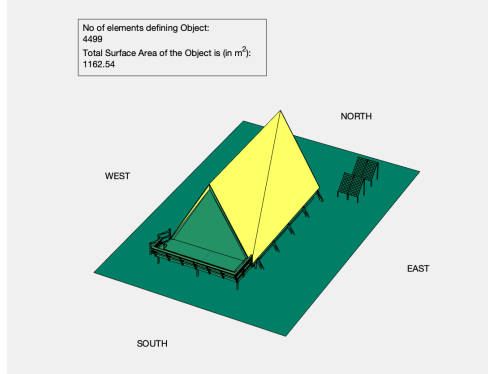 No of elements defining Object:
4499
Total Surface Area of the Object is (in m²):
1162.54
NORTH
WEST
EAST
SOUTH